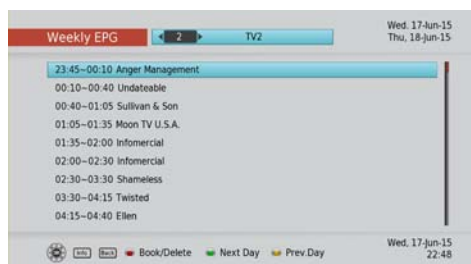 Weekly EPG
2
TV2
Wed, 17-Jun-15
Thu, 18-Jun-15
23:45~00:10 Anger Management
00:10~00:40 Undateable
00:40~01:05 Sullivan & Son
01:05~01:35 Moon TV U.S.A.
01:35~02:00 Infomercial
02:00~02:30 Infomercial
02:30~03:30 Shameless
03:30~04:15 Twisted
04:15~04:40 Ellen
Info Back Book/Delete Next Day Prev.Day
Wed, 17-Jun-15
22:48